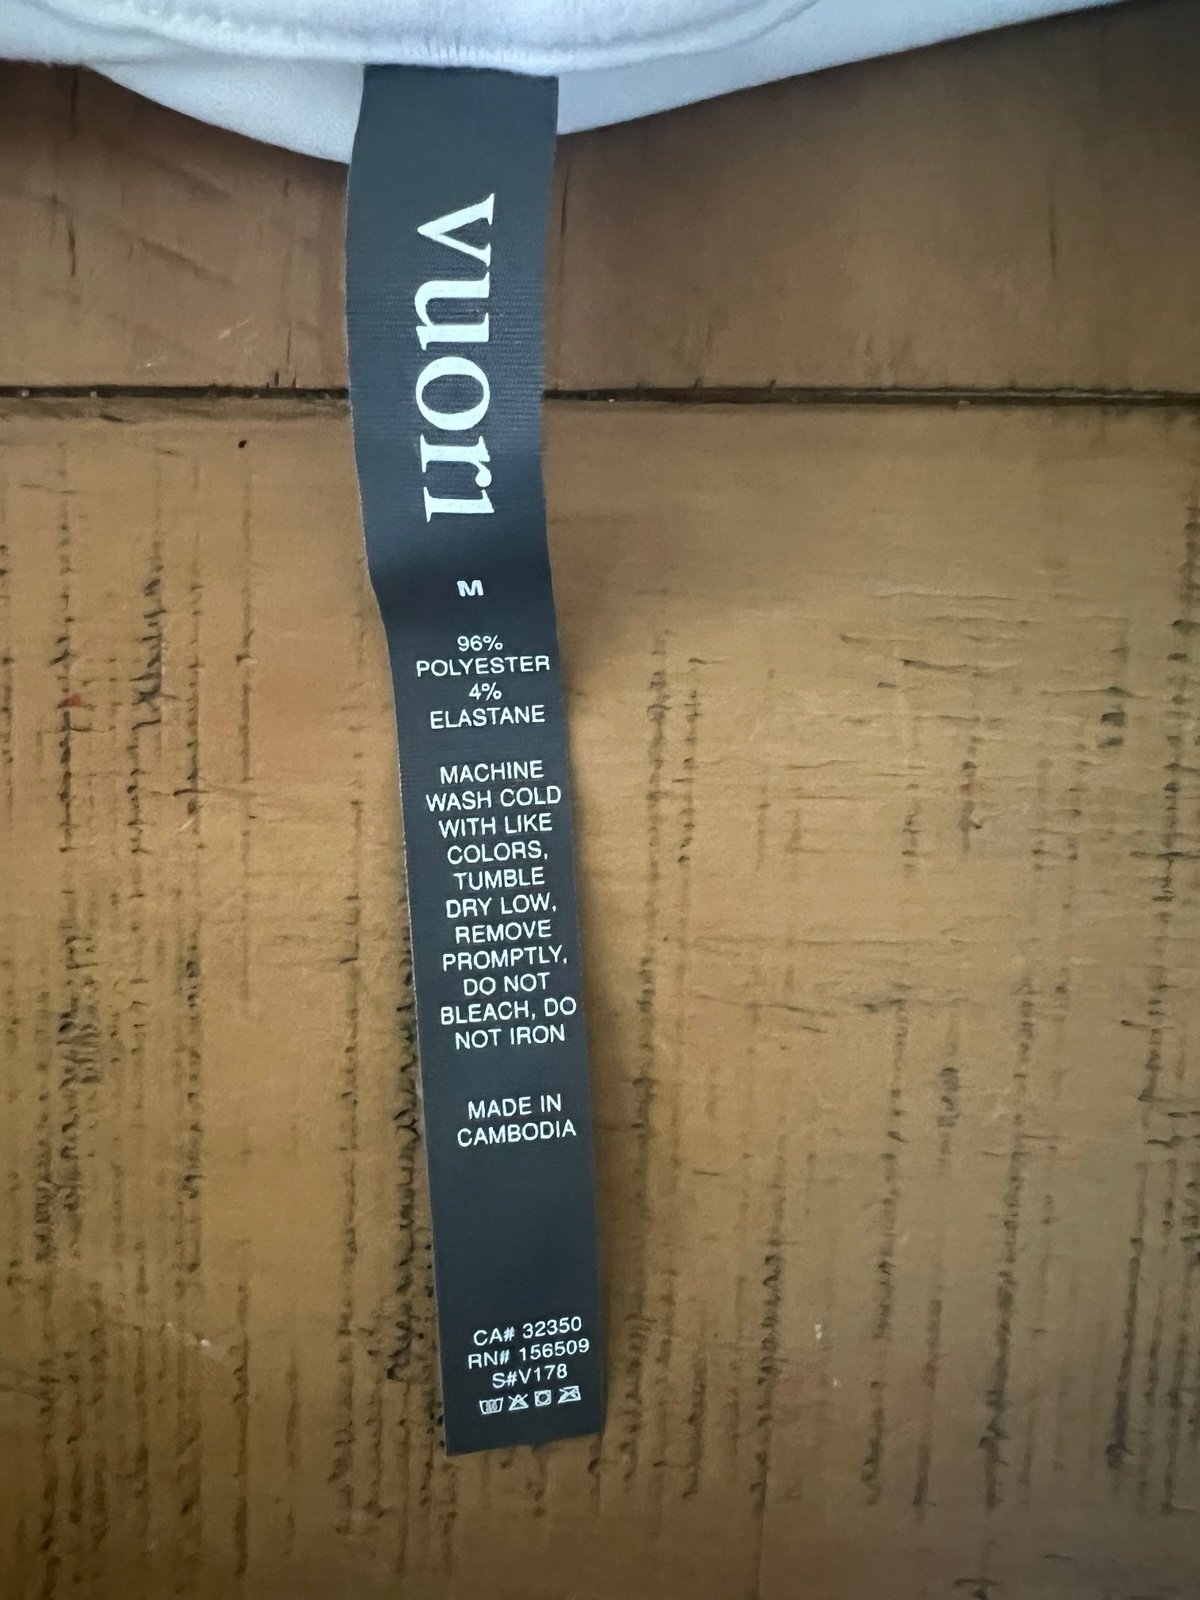 vuori
M
96%
POLYESTER
4%
ELASTANE
MACHINE
WASH COLD
WITH LIKE
COLORS,
TUMBLE
DRY LOW,
REMOVE
PROMPTLY,
DO NOT
BLEACH, DO
NOT IRON
MADE IN
CAMBODIA
CA# 32350
RN# 156509
S#V178